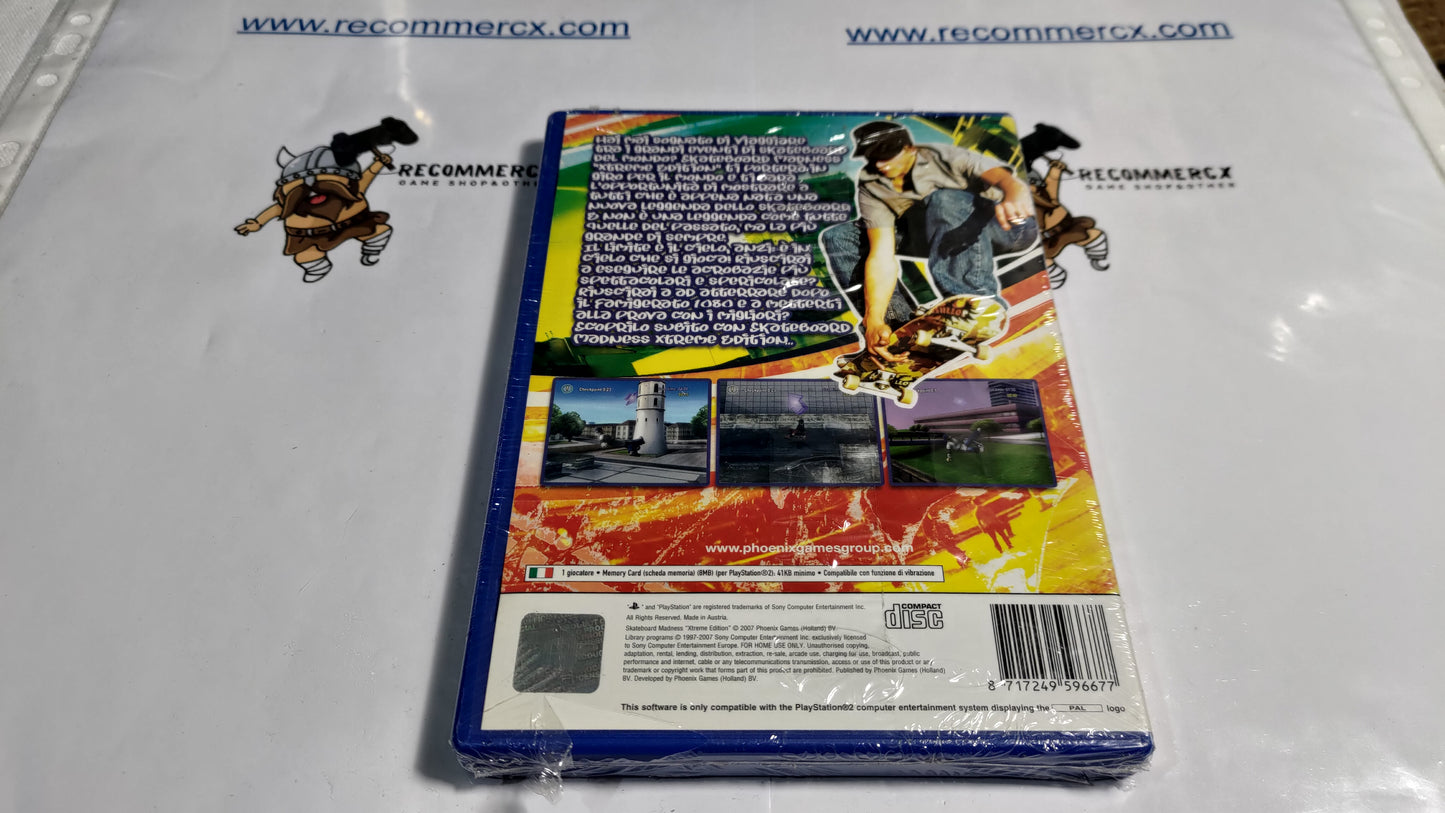 www.recommercx.com
www.recommercx.com
RECOMMERCX
GAME SHOP&OTHER
RECOMMERCX
GAME SHOP&OTHER
Hai mai sognato di viaggiare
tra i grandi eventi di skateboard
del mondo? Skateboard Madness
"Xtreme Edition" ti porterà in
giro per il mondo e ti darà
l'opportunità di mostrare a
tutti che è appena nata una
nuova leggenda dello skateboard
& non è una leggenda come tutte
quelle del passato, ma la più
grande di sempre.
Il limite è il cielo, anzi: è in
cielo che si gioca! Riuscirai
a eseguire le acrobazie più
spettacolari e spericolate?
Riuscirai a ad atterrare dopo
il famigerato 1080 e a metterti
alla prova con i migliori?
Scoprilo subito con Skateboard
Madness Xtreme Edition..
www.phoenixgamesgroup.com
1 giocatore • Memory Card (scheda memoria) (8MB) (per PlayStation®2): 41KB minimo • Compatibile con funzione di vibrazione
" " and "PlayStation" are registered trademarks of Sony Computer Entertainment Inc.
All Rights Reserved. Made in Austria.
Skateboard Madness "Xtreme Edition" © 2007 Phoenix Games (Holland) BV.
Library programs © 1997-2007 Sony Computer Entertainment Inc. exclusively licensed
to Sony Computer Entertainment Europe. FOR HOME USE ONLY. Unauthorised copying,
adaptation, rental, lending, distribution, extraction, re-sale, arcade use, charging for use, broadcast, public
performance and internet, cable or any telecommunications transmission, access or use of this product or any
trademark or copyright work that forms part of this product are prohibited. Published by Phoenix Games (Holland)
BV. Developed by Phoenix Games (Holland) BV.
COMPACT
disc
8 717249 596677
This software is only compatible with the PlayStation®2 computer entertainment system displaying the PAL logo